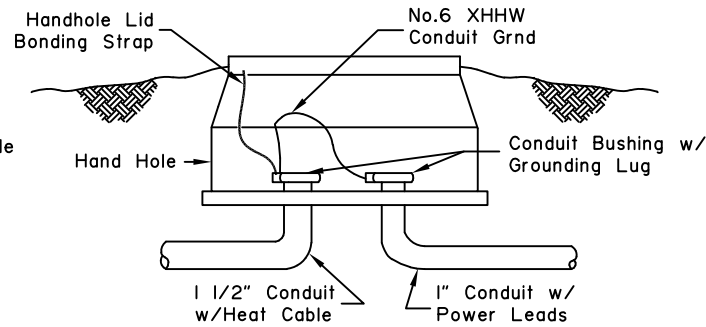 Handhole Lid
Bonding Strap
No.6 XHHW
Conduit Grnd
Hand Hole
Conduit Bushing w/
Grounding Lug
1 1/2" Conduit
w/Heat Cable
1" Conduit w/
Power Leads